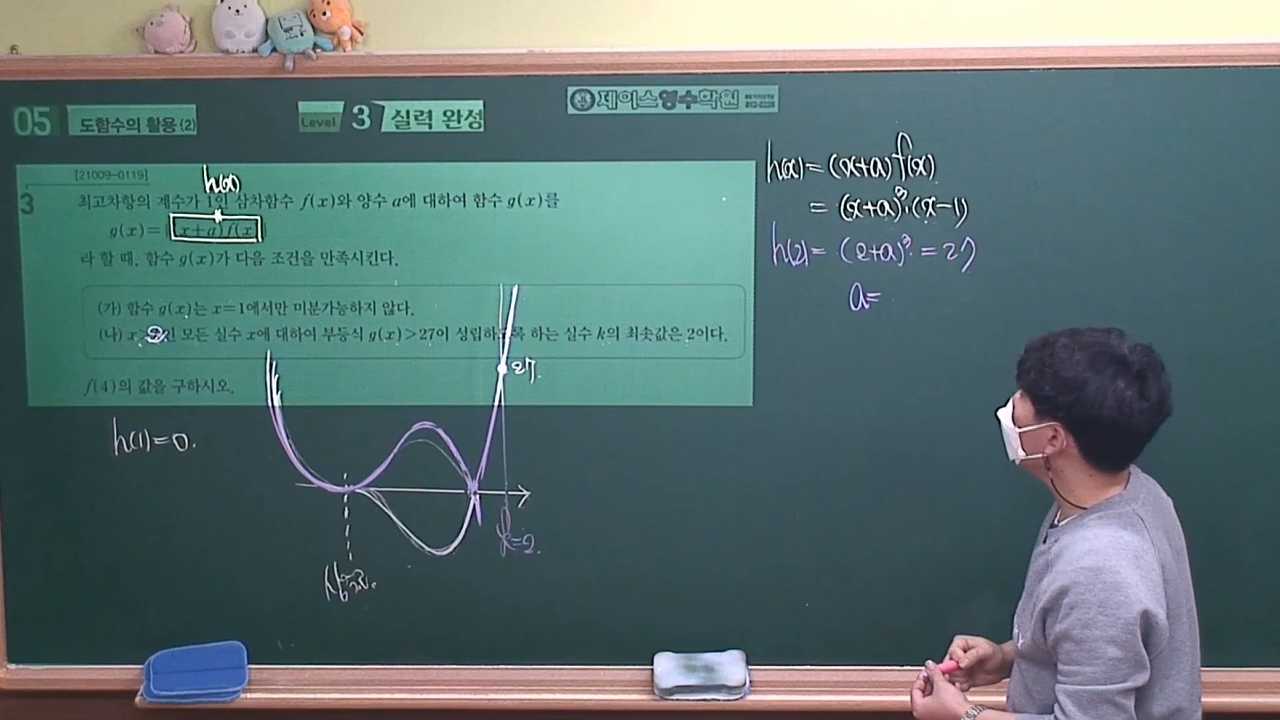 05 도함수의 활용 (2) Level 3 실력 완성 제이스영수학원
[21009-0119]
h(x)
3 최고차항의 계수가 1인 삼차함수 f(x)와 양수 a에 대하여 함수 g(x)를
g(x)=|(x+a)f(x)|
라 할 때, 함수 g(x)가 다음 조건을 만족시킨다.
(가) 함수 g(x)는 x=1에서만 미분가능하지 않다.
(나) x>2인 모든 실수 x에 대하여 부등식 g(x)>27이 성립하도록 하는 실수 k의 최솟값은 2이다.
f(4)의 값을 구하시오.
27.
h(1)=0.
k=2.
h(x)=(x+a)f(x)
=(x+a)³·(x-1)
h(2)=(2+a)³=27
a=